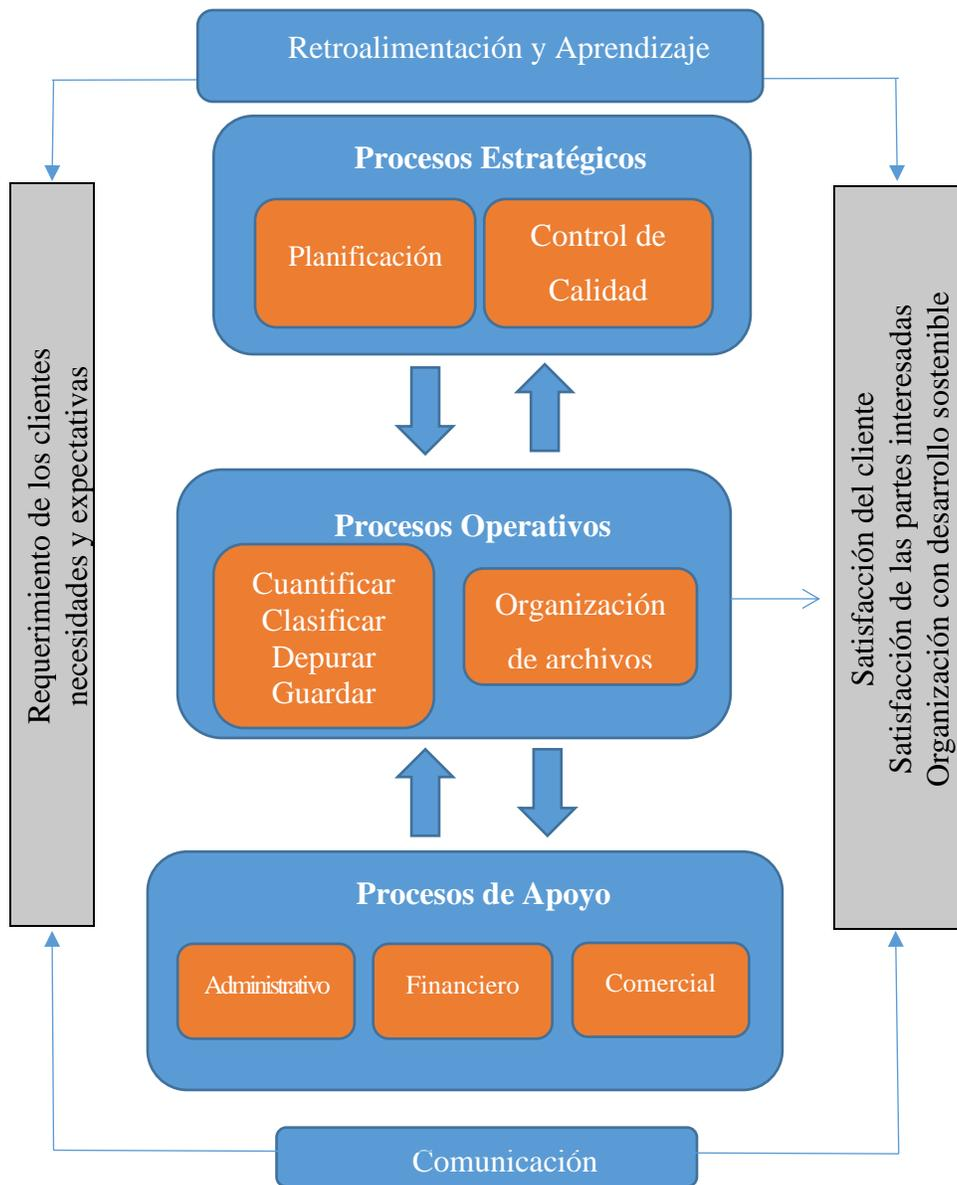 Retroalimentación y Aprendizaje
Procesos Estratégicos
Planificación
Control de
Calidad
Requerimiento de los clientes
necesidades y expectativas
Procesos Operativos
Cuantificar
Clasificar
Depurar
Guardar
Organización
de archivos
Satisfacción del cliente
Satisfacción de las partes interesadas
Organización con desarrollo sostenible
Procesos de Apoyo
Administrativo
Financiero
Comercial
Comunicación